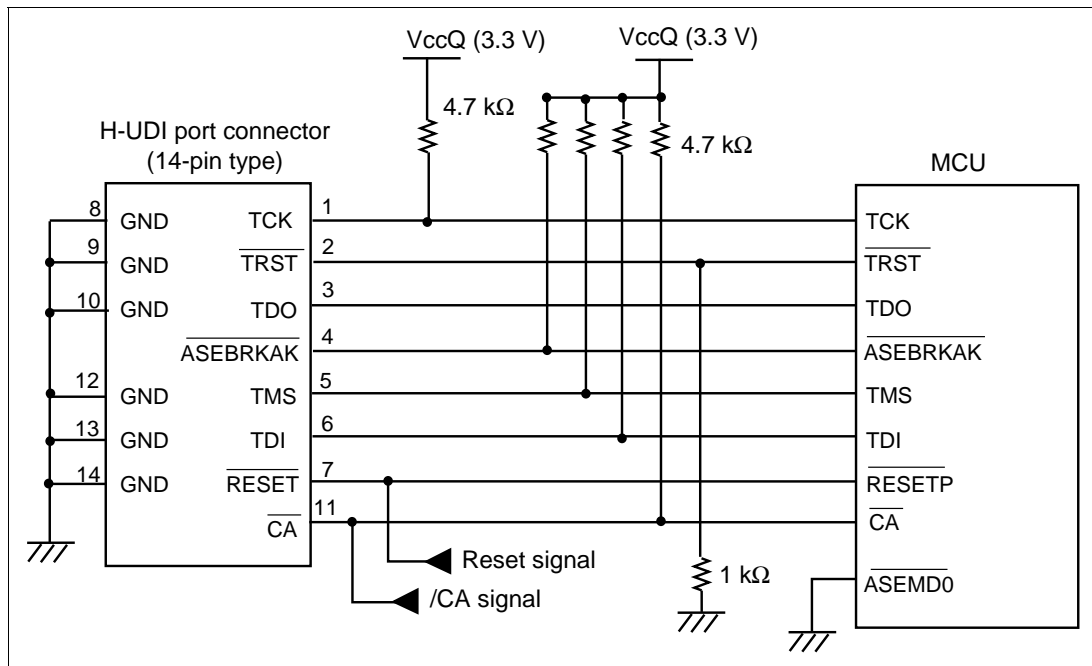 VccQ (3.3 V)
VccQ (3.3 V)
4.7 kΩ
4.7 kΩ
H-UDI port connector
(14-pin type)
MCU
8 GND TCK 1 TCK
9 GND TRST 2 TRST
10 GND TDO 3 TDO
ASEBRKAK 4 ASEBRKAK
12 GND TMS 5 TMS
13 GND TDI 6 TDI
14 GND RESET 7 RESETP
CA 11 CA
Reset signal
/CA signal
1 kΩ
ASEMD0